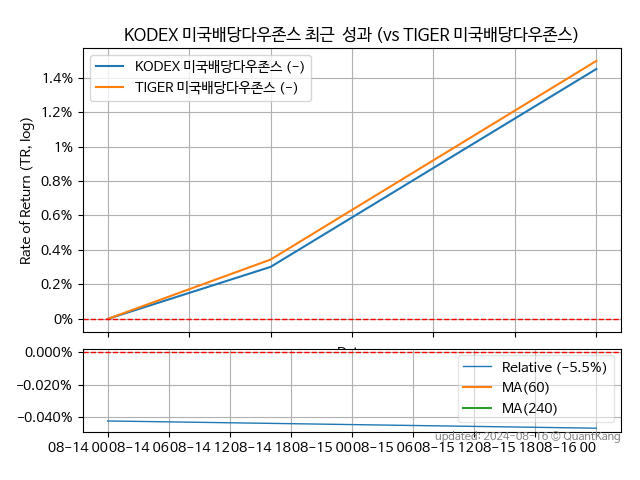 KODEX 미국배당다우존스 최근 성과 (vs TIGER 미국배당다우존스)
KODEX 미국배당다우존스 (-)
TIGER 미국배당다우존스 (-)
Rate of Return (TR, log)
1.4%
1.2%
1%
0.8%
0.6%
0.4%
0.2%
0%
0.000%
-0.020%
-0.040%
Relative (-5.5%)
MA(60)
MA(240)
updated: 2024-08-16 © QuantKang
08-14 00 08-14 06 08-14 12 08-14 18 08-15 00 08-15 06 08-15 12 08-15 18 08-16 00